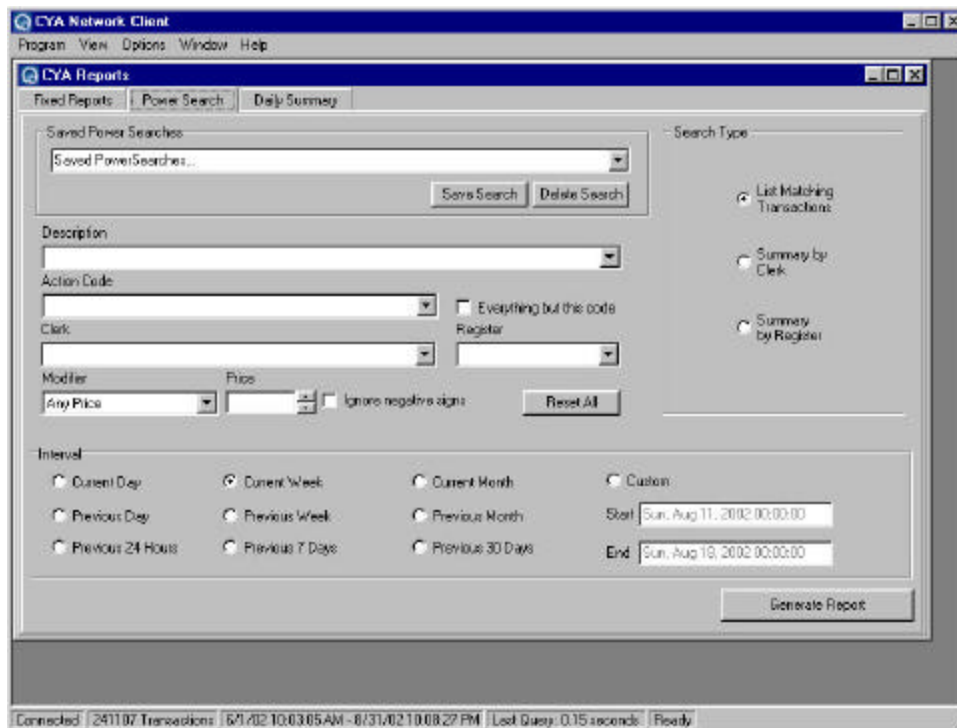 CYA Network Client
Program View Options Window Help
CYA Reports
Fixed Reports Power Search Daily Summary
Saved Power Searches
Saved PowerSearches...
Save Search Delete Search
Search Type
List Matching
Transactions
Summary by
Clerk
Summary
by Register
Description
Action Code
Everything but this code
Clerk Register
Modifier Price
Any Price Ignore negative signs Reset All
Interval
Current Day Current Week Current Month Custom
Previous Day Previous Week Previous Month Start Sun, Aug 11, 2002 00:00:00
Previous 24 Hours Previous 7 Days Previous 30 Days End Sun, Aug 18, 2002 00:00:00
Generate Report
Connected 241187 Transactions 6/1/02 10:03:05 AM - 8/31/02 10:08:27 PM Last Query: 0.15 seconds Ready